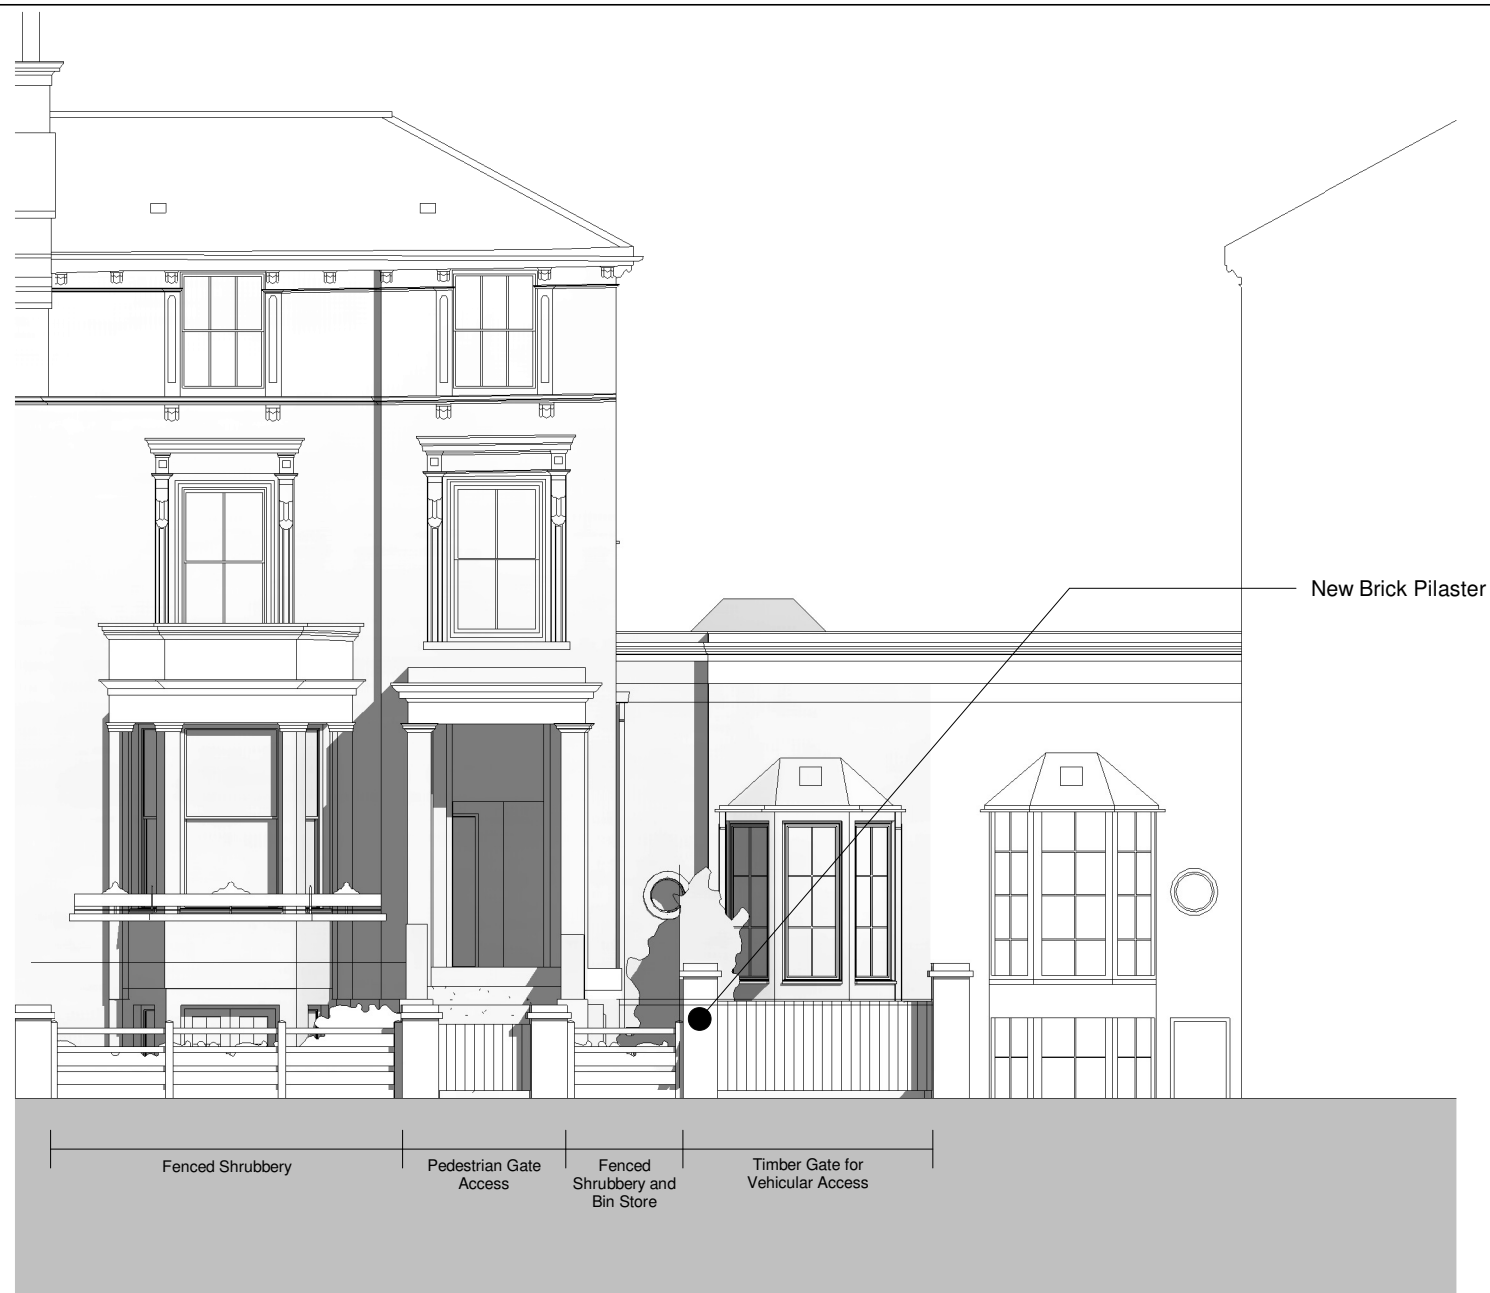 New Brick Pilaster
Fenced Shrubbery
Pedestrian Gate
Access
Fenced
Shrubbery and
Bin Store
Timber Gate for
Vehicular Access